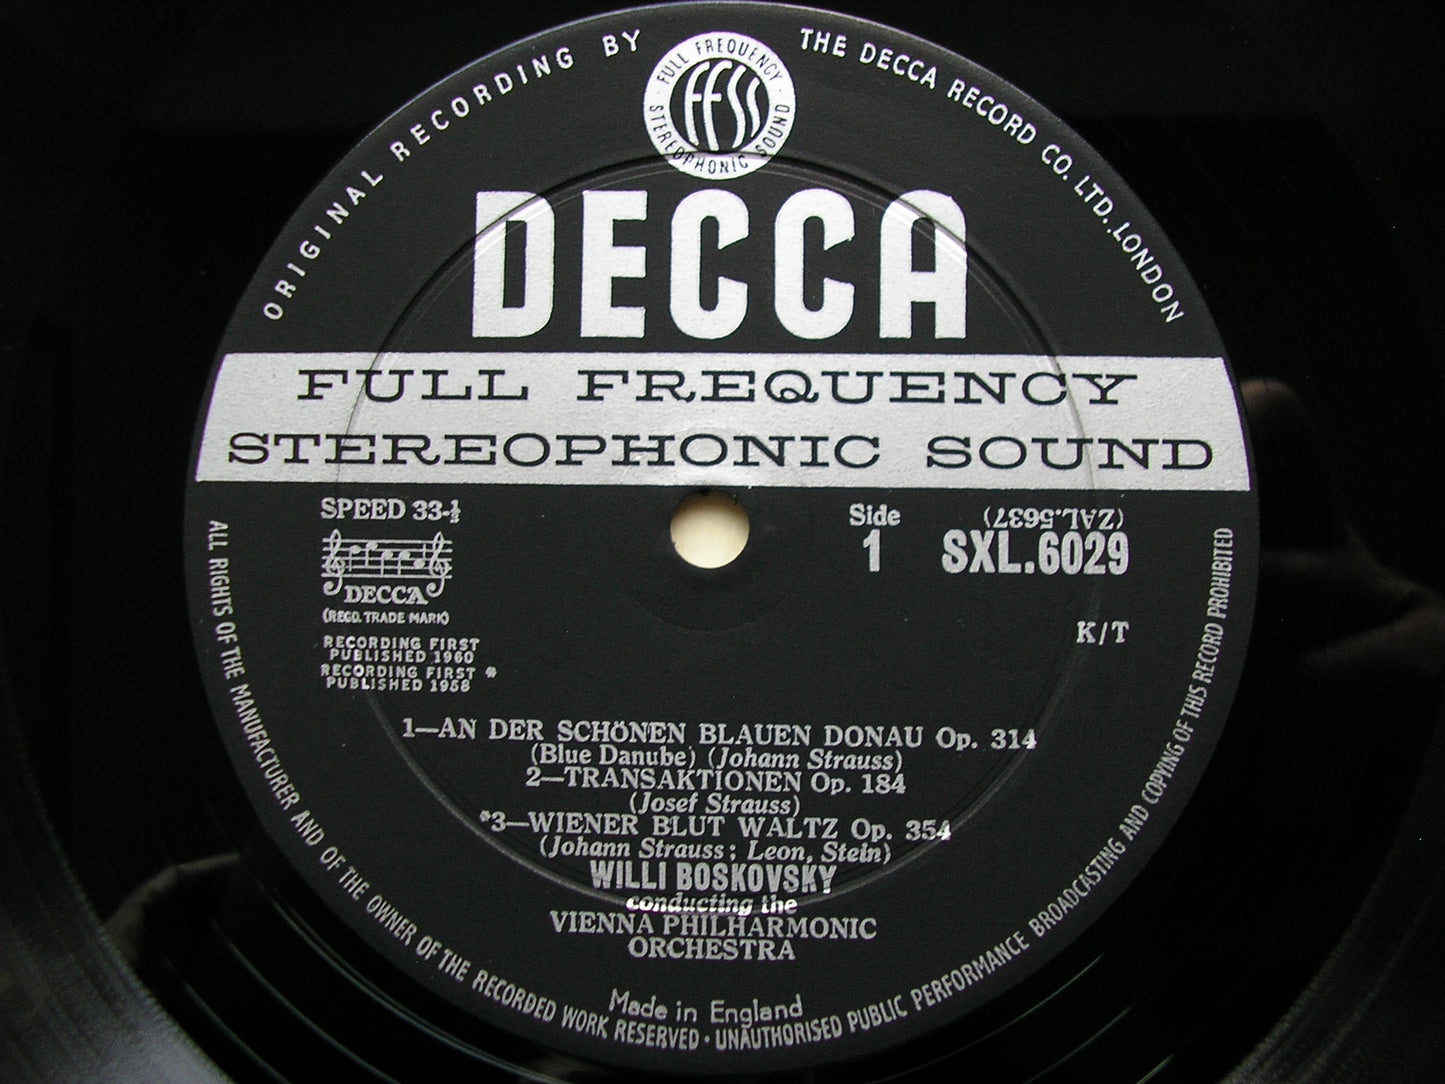 ORIGINAL RECORDING BY THE DECCA RECORD CO. LTD., LONDON
FULL FREQUENCY
FFSS
STEREOPHONIC SOUND
DECCA
FULL FREQUENCY
STEREOPHONIC SOUND
SPEED 33-⅓
DECCA
(REGD. TRADE MARK)
RECORDING FIRST
PUBLISHED 1960
RECORDING FIRST *
PUBLISHED 1958
Side
1
(ZAL.5637)
SXL.6029
K/T
1—AN DER SCHÖNEN BLAUEN DONAU Op. 314
(Blue Danube) (Johann Strauss)
2—TRANSAKTIONEN Op. 184
(Josef Strauss)
*3—WIENER BLUT WALTZ Op. 354
(Johann Strauss; Leon, Stein)
WILLI BOSKOVSKY
conducting the
VIENNA PHILHARMONIC
ORCHESTRA
Made in England
ALL RIGHTS OF THE MANUFACTURER AND OF THE OWNER OF THE RECORDED WORK RESERVED · UNAUTHORISED PUBLIC PERFORMANCE BROADCASTING AND COPYING OF THIS RECORD PROHIBITED